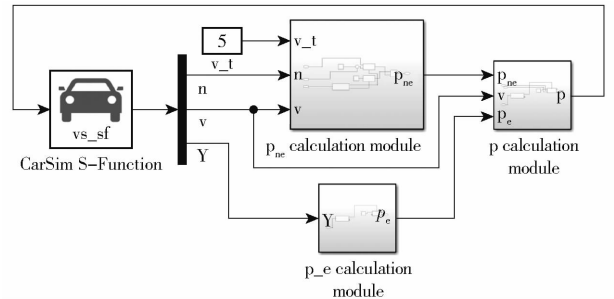 5
v_t
v_t
n
n
p_ne
p_ne
v
p
vs_sf
v
v
p_e
CarSim S-Function
Y
p_ne calculation module
p calculation
module
Y
p_e
p_e calculation
module